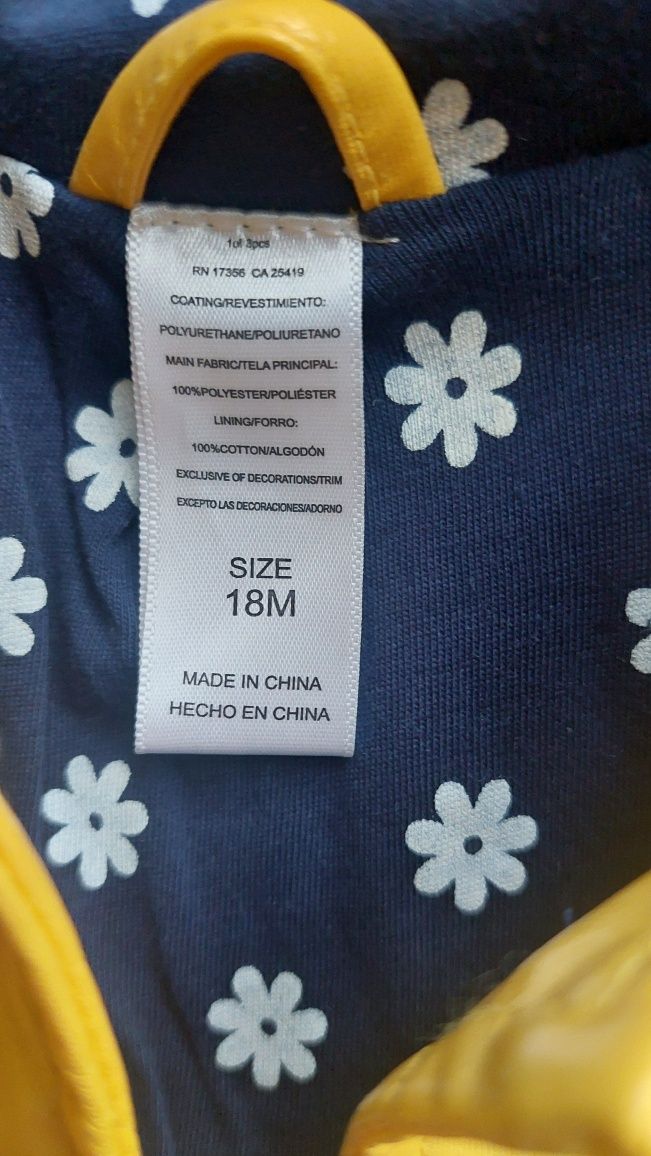 1of 3pcs
RN 17356 CA 25419
COATING/REVESTIMIENTO:
POLYURETHANE/POLIURETANO
MAIN FABRIC/TELA PRINCIPAL:
100%POLYESTER/POLIÉSTER
LINING/FORRO:
100%COTTON/ALGODÓN
EXCLUSIVE OF DECORATIONS/TRIM
EXCEPTO LAS DECORACIONES/ADORNO
SIZE
18M
MADE IN CHINA
HECHO EN CHINA